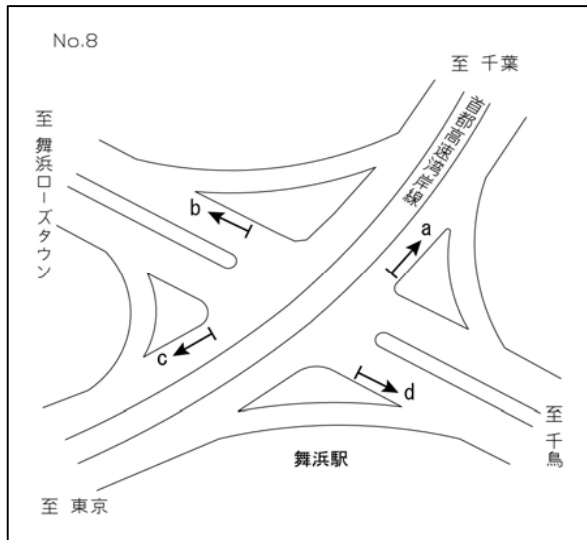 No.8
至 千葉
至 舞浜ローズタウン
首都高速湾岸線
b
a
c
d
至 千鳥
舞浜駅
至 東京